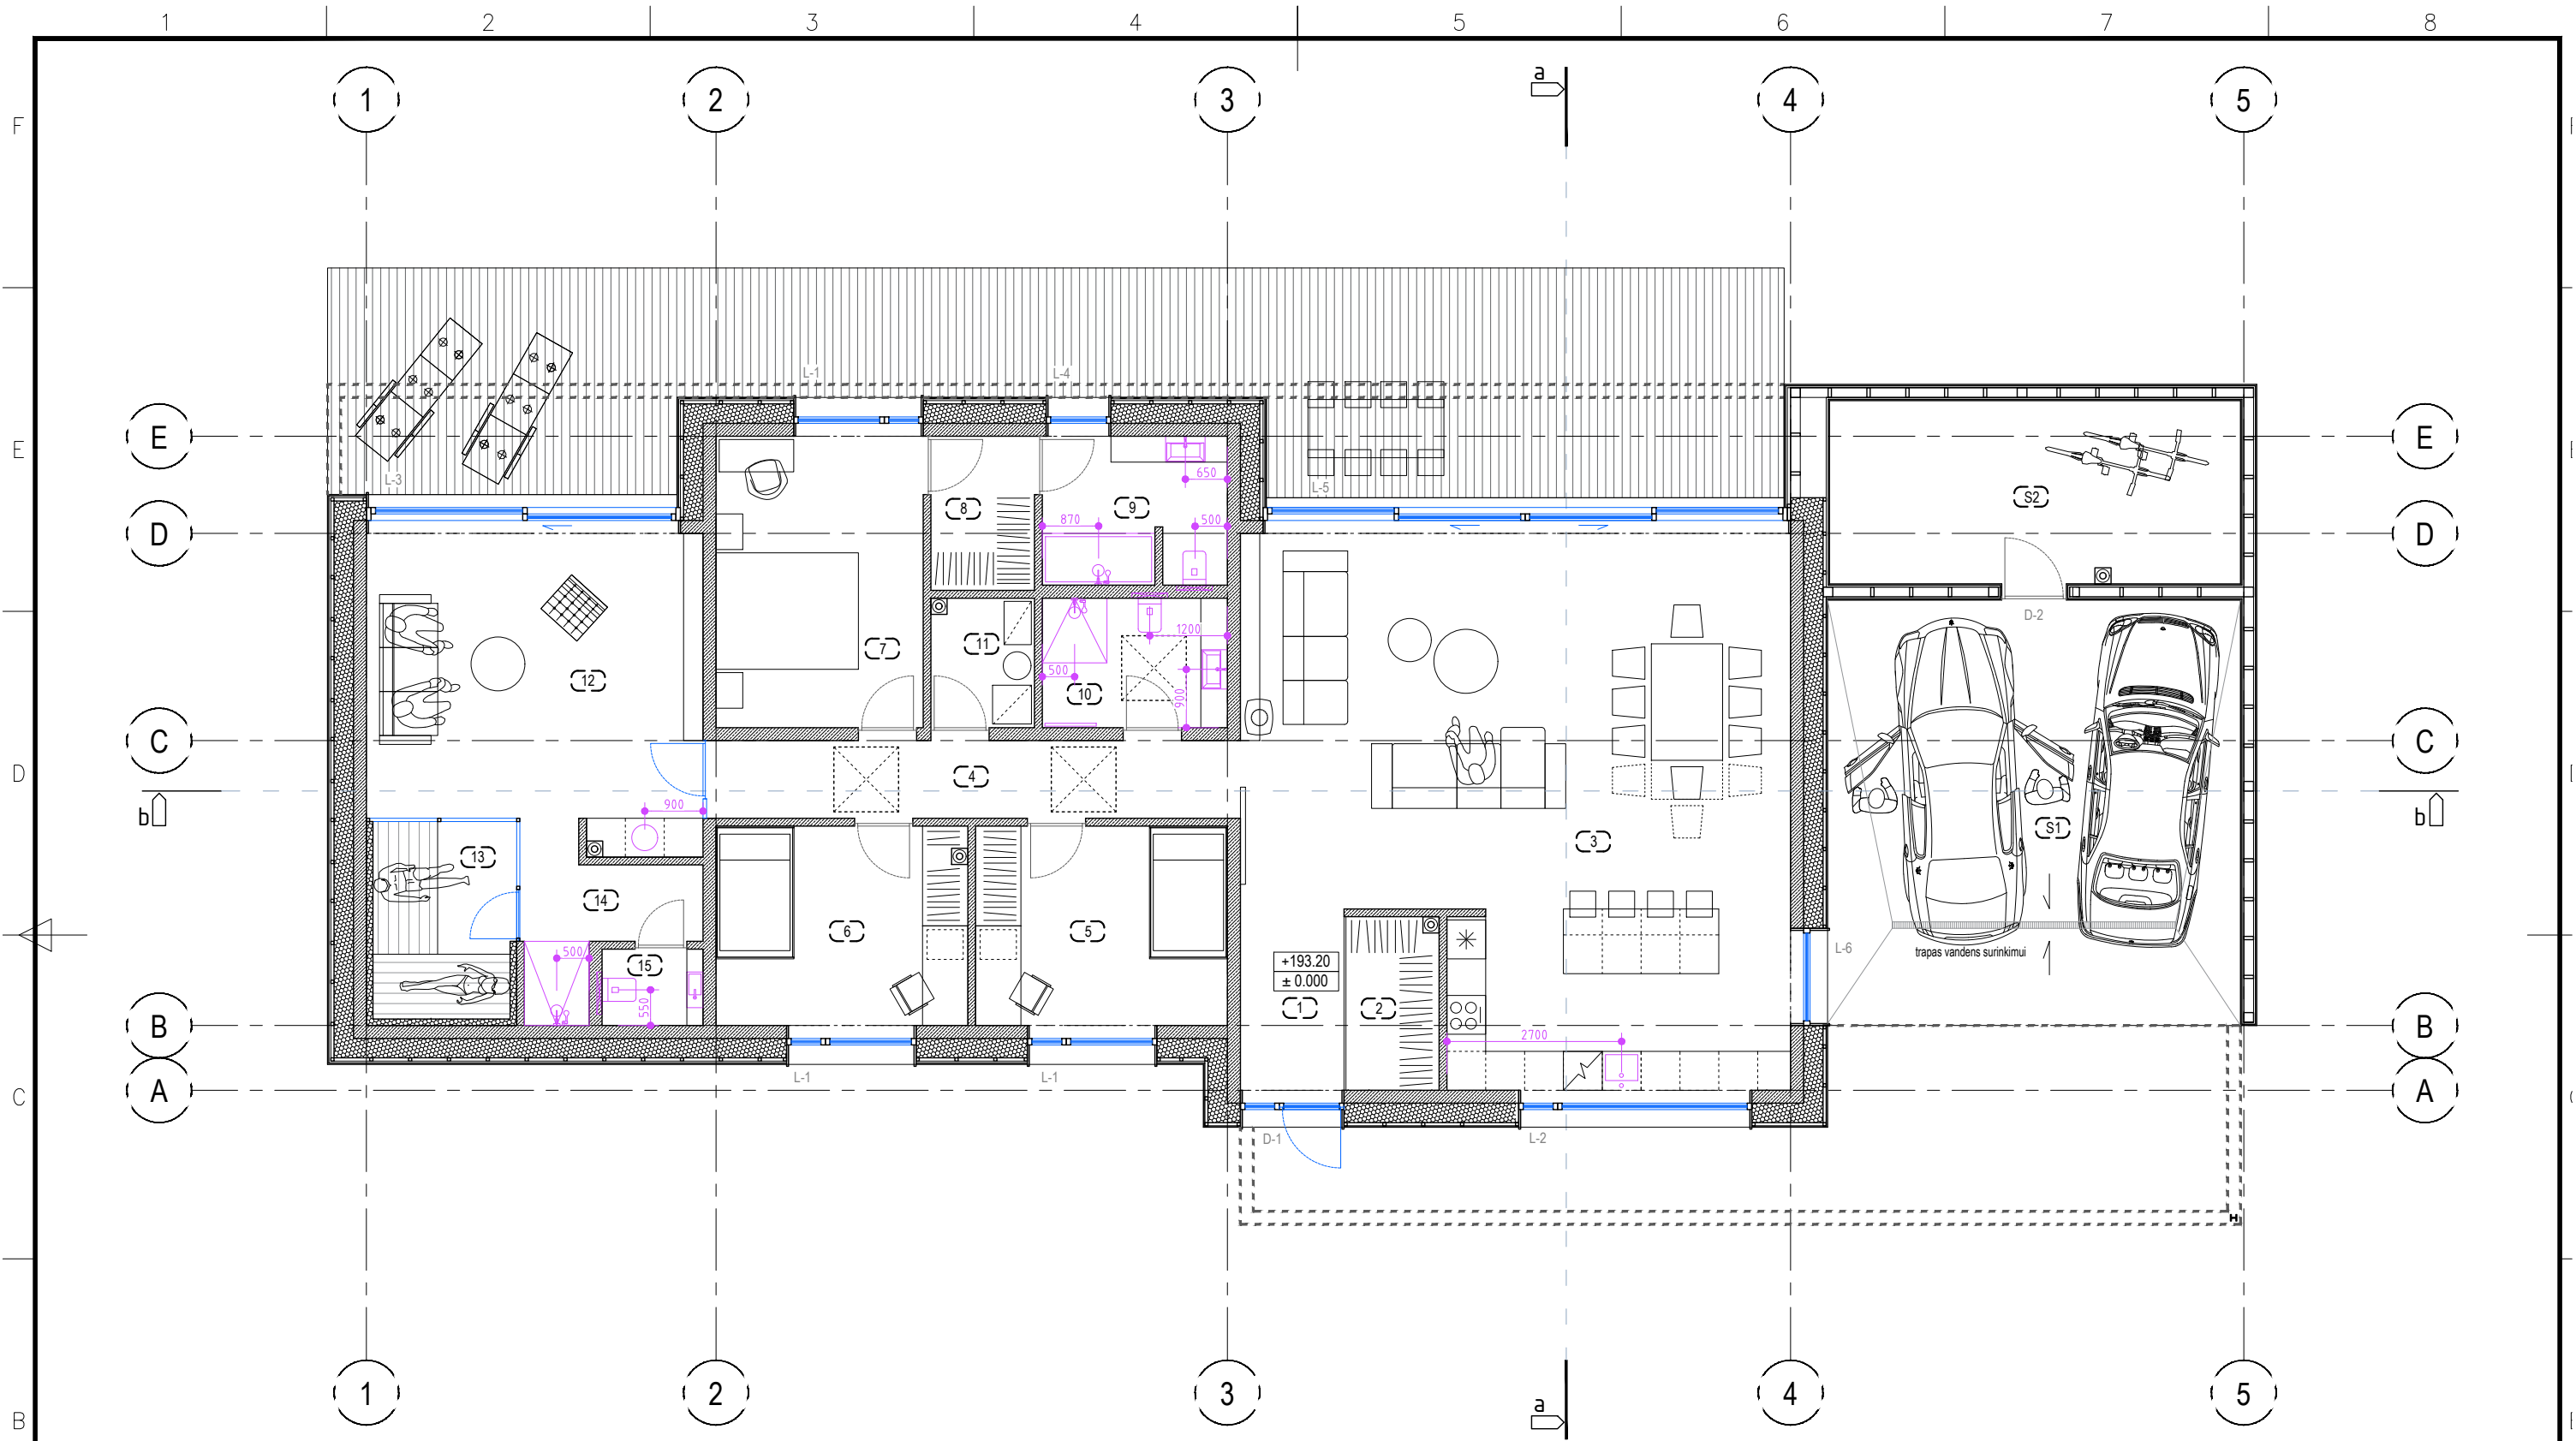 1 2 3 4 5 6 7 8
a
1 2 3 4 5
F
L-1 L-4
E E E
L-3 L-5
650
S2
8 9
870 500
D D
D-2
1200
7 11
500 10
12
900
C C
D
4
b b
900
3 S1
13
14
6 5
500 15
+193.20
± 0.000
L-6
trapas vandens surinkimui
550
1 2
B B
2700
L-1 L-1
A A
C
D-1 L-2
1 2 3 4 5
a
B